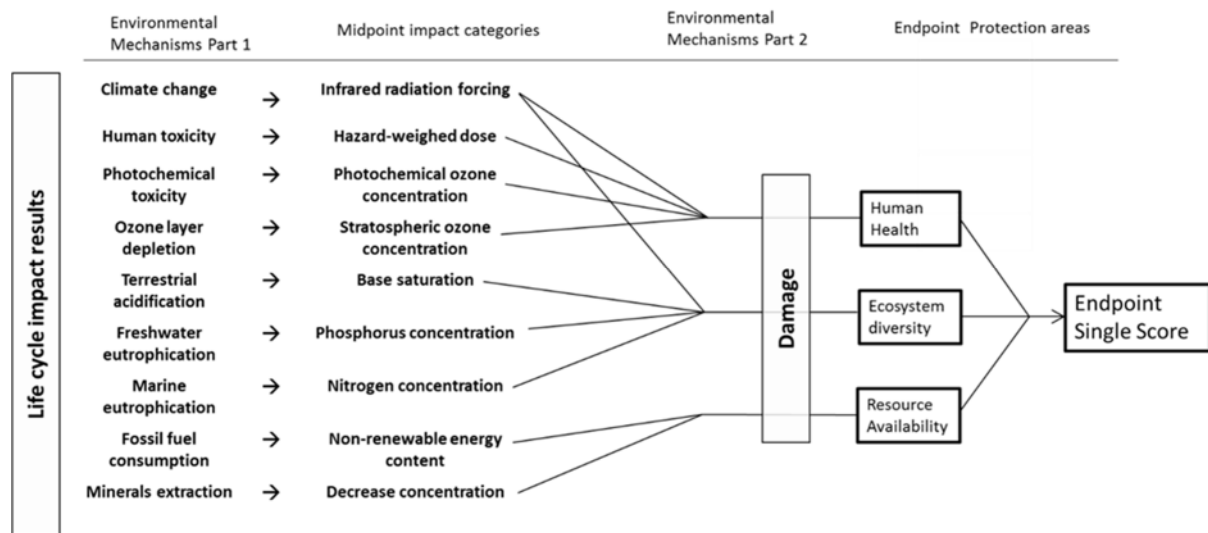 Environmental
Mechanisms Part 1
Midpoint impact categories
Environmental
Mechanisms Part 2
Endpoint Protection areas
Life cycle impact results
Climate change → Infrared radiation forcing
Human toxicity → Hazard-weighed dose
Photochemical
toxicity
→
Photochemical ozone
concentration
Ozone layer
depletion
→
Stratospheric ozone
concentration
Terrestrial
acidification
→
Base saturation
Freshwater
eutrophication
→
Phosphorus concentration
Marine
eutrophication
→
Nitrogen concentration
Fossil fuel
consumption
→
Non-renewable energy
content
Minerals extraction → Decrease concentration
Damage
Human
Health
Ecosystem
diversity
Resource
Availability
Endpoint
Single Score